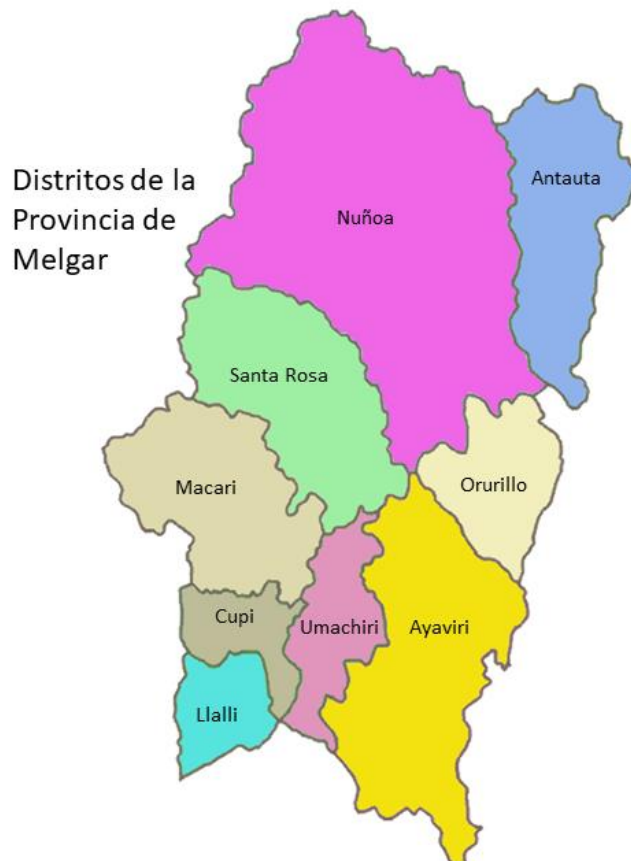 Distritos de la
Provincia de
Melgar
Antauta
Nuñoa
Santa Rosa
Macari
Orurillo
Cupi
Umachiri
Ayaviri
Llalli